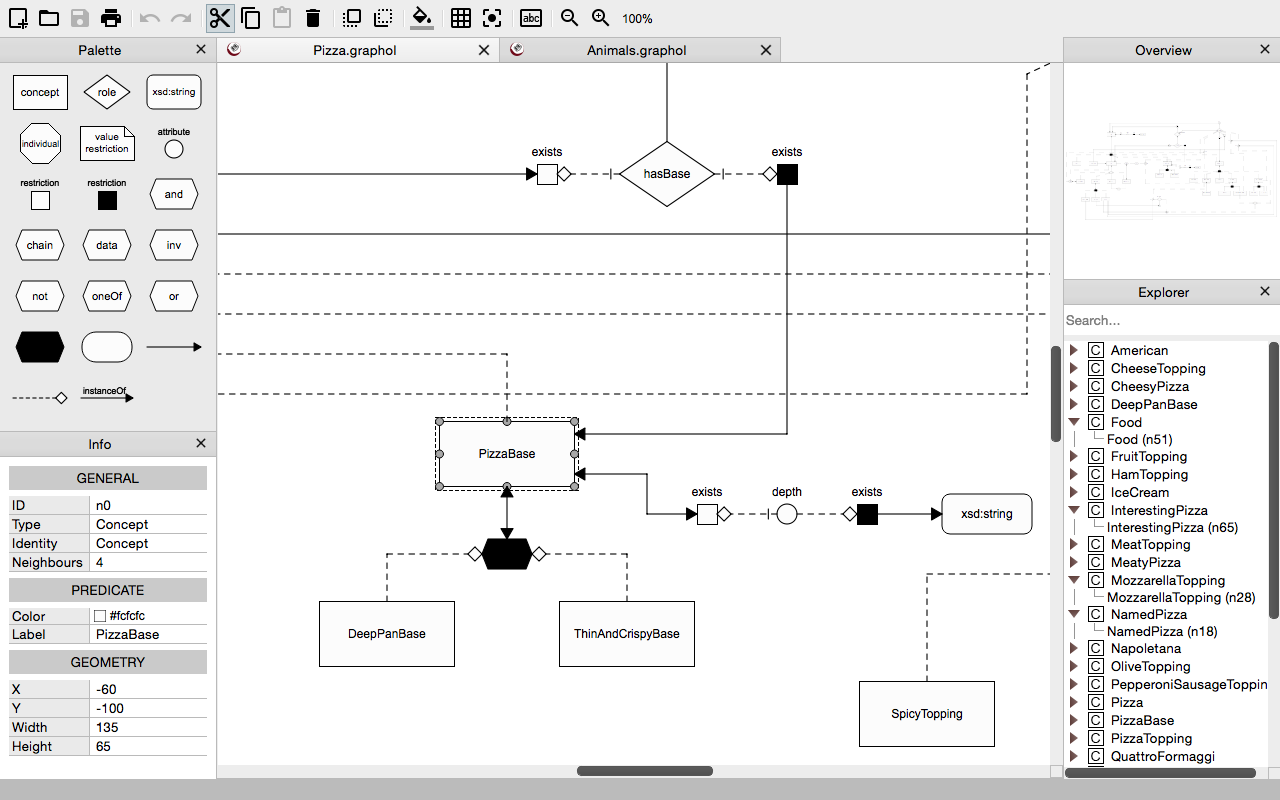 abc
100%
Palette
Pizza.graphol
Animals.graphol
Overview
concept
role
xsd:string
individual
value
restriction
attribute
restriction
restriction
and
chain
data
inv
not
oneOf
or
instanceOf
Info
GENERAL
ID n0
Type Concept
Identity Concept
Neighbours 4
PREDICATE
Color #fcfcfc
Label PizzaBase
GEOMETRY
X -60
Y -100
Width 135
Height 65
exists
hasBase
exists
PizzaBase
exists
depth
exists
xsd:string
DeepPanBase
ThinAndCrispyBase
SpicyTopping
Explorer
Search...
C American
C CheeseTopping
C CheesyPizza
C DeepPanBase
C Food
Food (n51)
C FruitTopping
C HamTopping
C IceCream
C InterestingPizza
InterestingPizza (n65)
C MeatTopping
C MeatyPizza
C MozzarellaTopping
MozzarellaTopping (n28)
C NamedPizza
NamedPizza (n18)
C Napoletana
C OliveTopping
C PepperoniSausageToppin
C Pizza
C PizzaBase
C PizzaTopping
C QuattroFormaggi